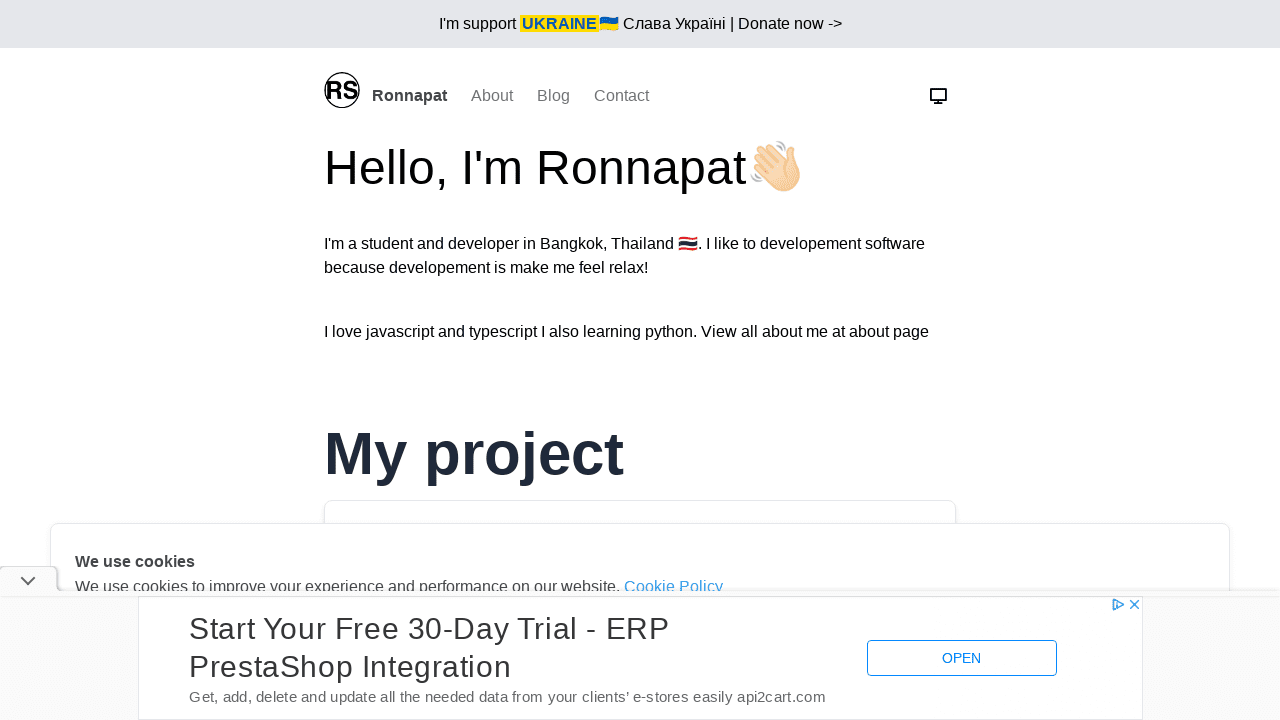 I'm support UKRAINE🇺🇦 Слава Україні | Donate now ->
RS Ronnapat About Blog Contact
Hello, I'm Ronnapat👋🏻
I'm a student and developer in Bangkok, Thailand 🇹🇭. I like to developement software
because developement is make me feel relax!
I love javascript and typescript I also learning python. View all about me at about page
My project
We use cookies
We use cookies to improve your experience and performance on our website. Cookie Policy
Start Your Free 30-Day Trial - ERP
PrestaShop Integration
Get, add, delete and update all the needed data from your clients’ e-stores easily api2cart.com
OPEN